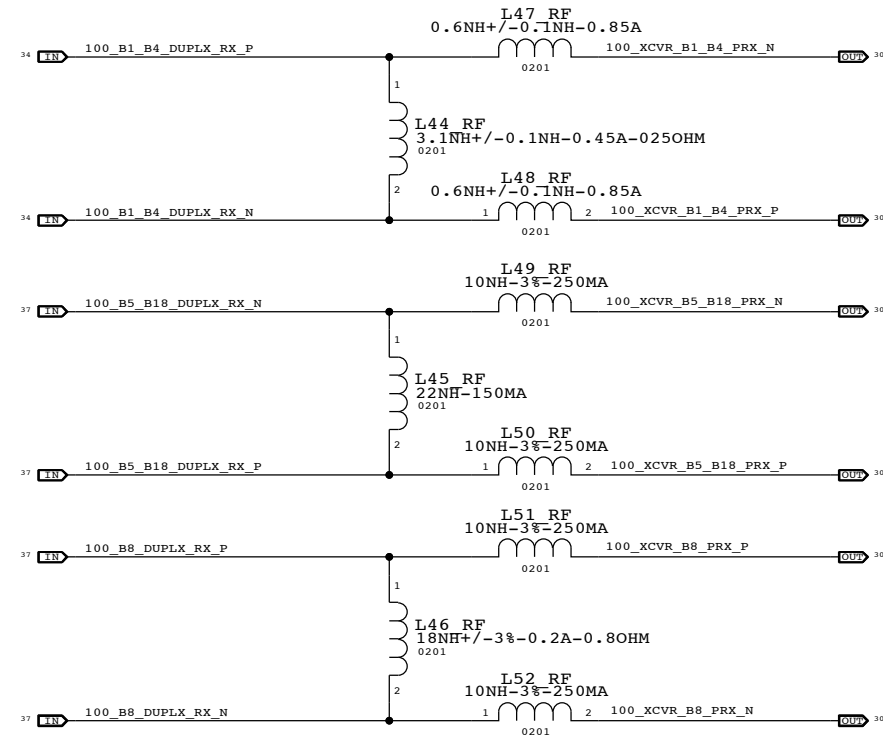 L47_RF
0.6NH+/-0.1NH-0.85A
34 IN 100_B1_B4_DUPLX_RX_P 100_XCVR_B1_B4_PRX_N OUT 30
0201
1
L44_RF
3.1NH+/-0.1NH-0.45A-025OHM
0201
2
L48_RF
0.6NH+/-0.1NH-0.85A
34 IN 100_B1_B4_DUPLX_RX_N 1 2 100_XCVR_B1_B4_PRX_P OUT 30
0201
L49_RF
10NH-3%-250MA
37 IN 100_B5_B18_DUPLX_RX_N 100_XCVR_B5_B18_PRX_N OUT 30
0201
1
L45_RF
22NH-150MA
0201
2
L50_RF
10NH-3%-250MA
37 IN 100_B5_B18_DUPLX_RX_P 1 2 100_XCVR_B5_B18_PRX_P OUT 30
0201
L51_RF
10NH-3%-250MA
37 IN 100_B8_DUPLX_RX_P 100_XCVR_B8_PRX_P OUT 30
0201
1
L46_RF
18NH+/-3%-0.2A-0.8OHM
0201
2
L52_RF
10NH-3%-250MA
37 IN 100_B8_DUPLX_RX_N 1 2 100_XCVR_B8_PRX_N OUT 30
0201